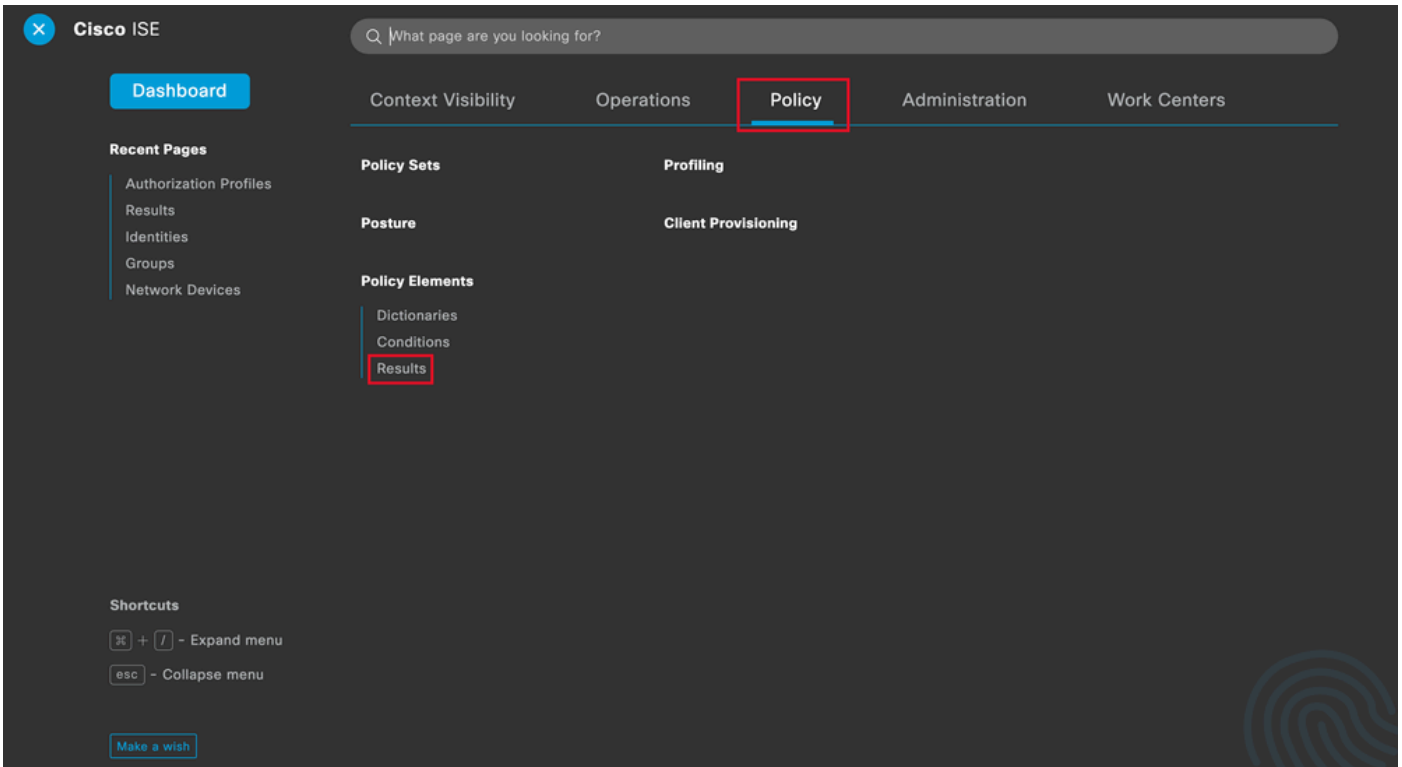 Cisco ISE
What page are you looking for?
Dashboard
Context Visibility
Operations
Policy
Administration
Work Centers
Recent Pages
Authorization Profiles
Results
Identities
Groups
Network Devices
Policy Sets
Profiling
Posture
Client Provisioning
Policy Elements
Dictionaries
Conditions
Results
Shortcuts
⌘ + / - Expand menu
esc - Collapse menu
Make a wish